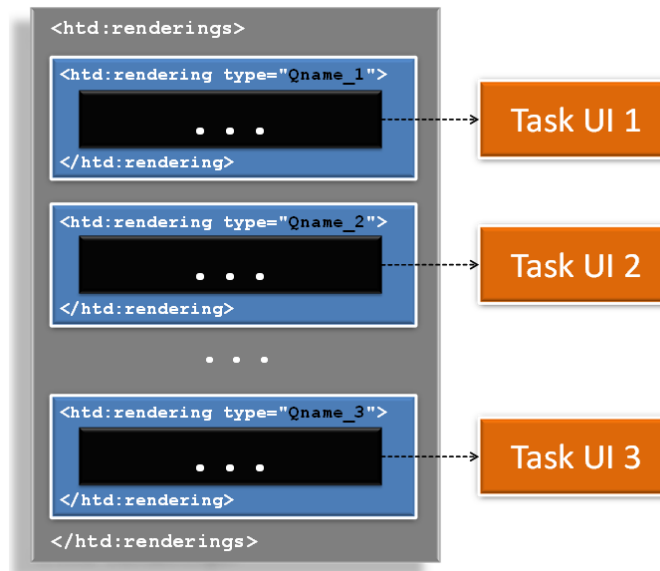 <htd:renderings>
<htd:rendering type="Qname_1">
. . .
</htd:rendering>
Task UI 1
<htd:rendering type="Qname_2">
. . .
</htd:rendering>
Task UI 2
. . .
<htd:rendering type="Qname_3">
. . .
</htd:rendering>
Task UI 3
</htd:renderings>